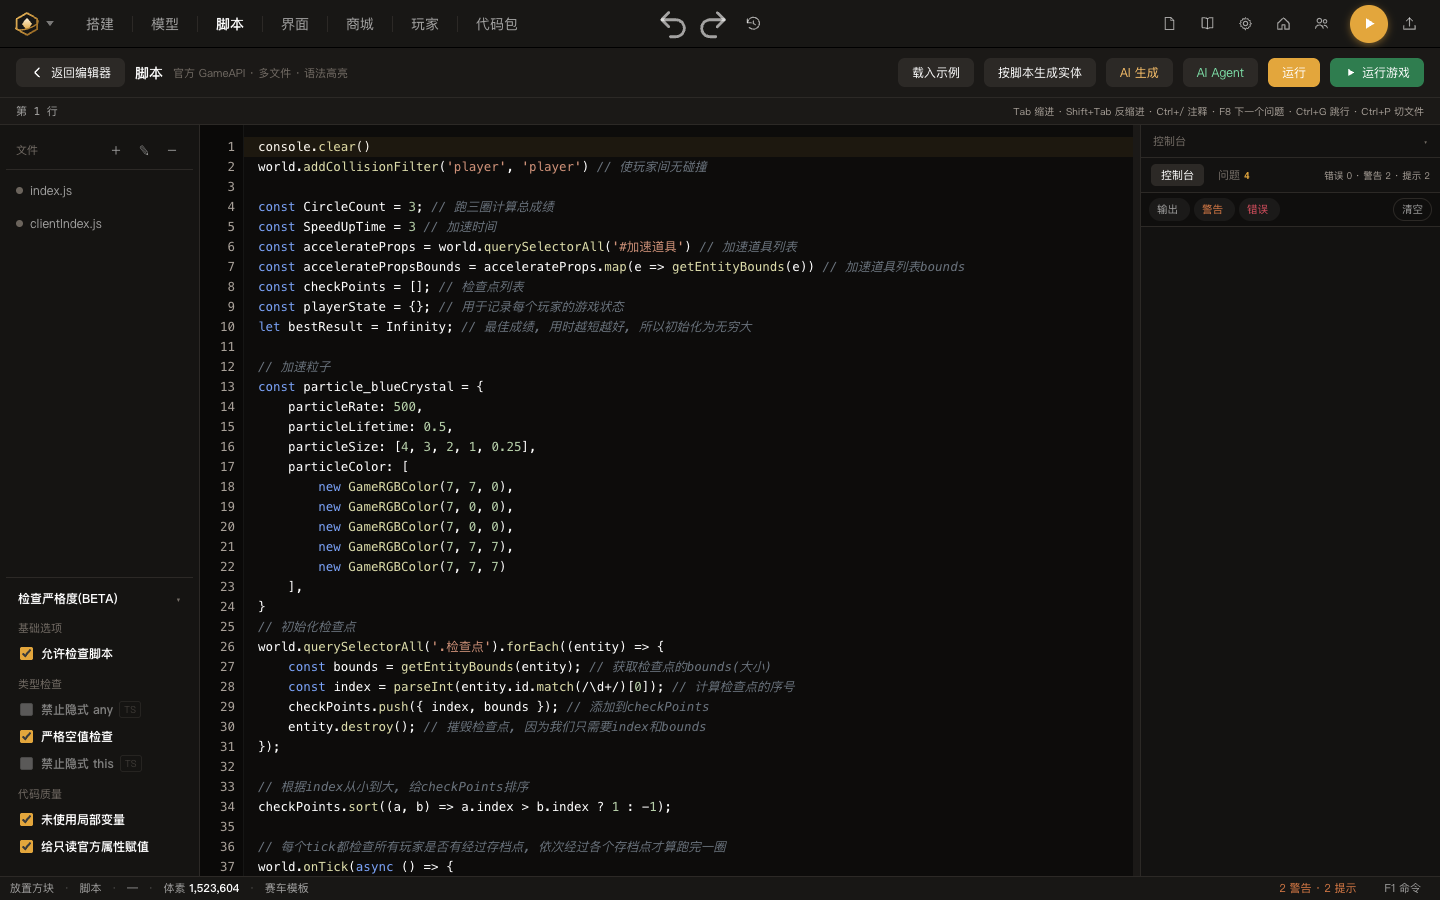 搭建 模型 脚本 界面 商城 玩家 代码包
返回编辑器 脚本 官方 GameAPI · 多文件 · 语法高亮 载入示例 按脚本生成实体 AI 生成 AI Agent 运行 运行游戏
第 1 行 Tab 缩进 · Shift+Tab 反缩进 · Ctrl+/ 注释 · F8 下一个问题 · Ctrl+G 跳行 · Ctrl+P 切文件
文件 + −
index.js
clientIndex.js
检查严格度(BETA)
基础选项
允许检查脚本
类型检查
禁止隐式 any TS
严格空值检查
禁止隐式 this TS
代码质量
未使用局部变量
给只读官方属性赋值
1 console.clear()
2 world.addCollisionFilter('player', 'player') // 使玩家间无碰撞
3
4 const CircleCount = 3; // 跑三圈计算总成绩
5 const SpeedUpTime = 3 // 加速时间
6 const accelerateProps = world.querySelectorAll('#加速道具') // 加速道具列表
7 const acceleratePropsBounds = accelerateProps.map(e => getEntityBounds(e)) // 加速道具列表bounds
8 const checkPoints = []; // 检查点列表
9 const playerState = {}; // 用于记录每个玩家的游戏状态
10 let bestResult = Infinity; // 最佳成绩, 用时越短越好, 所以初始化为无穷大
11
12 // 加速粒子
13 const particle_blueCrystal = {
14 particleRate: 500,
15 particleLifetime: 0.5,
16 particleSize: [4, 3, 2, 1, 0.25],
17 particleColor: [
18 new GameRGBColor(7, 7, 0),
19 new GameRGBColor(7, 0, 0),
20 new GameRGBColor(7, 0, 0),
21 new GameRGBColor(7, 7, 7),
22 new GameRGBColor(7, 7, 7)
23 ],
24 }
25 // 初始化检查点
26 world.querySelectorAll('.检查点').forEach((entity) => {
27 const bounds = getEntityBounds(entity); // 获取检查点的bounds(大小)
28 const index = parseInt(entity.id.match(/\d+/)[0]); // 计算检查点的序号
29 checkPoints.push({ index, bounds }); // 添加到checkPoints
30 entity.destroy(); // 摧毁检查点, 因为我们只需要index和bounds
31 });
32
33 // 根据index从小到大, 给checkPoints排序
34 checkPoints.sort((a, b) => a.index > b.index ? 1 : -1);
35
36 // 每个tick都检查所有玩家是否有经过存档点, 依次经过各个存档点才算跑完一圈
37 world.onTick(async () => {
控制台
控制台 问题 4 错误 0 · 警告 2 · 提示 2
输出 警告 错误 清空
放置方块 · 脚本 · — · 体素 1,523,604 · 赛车模板 2 警告 · 2 提示 F1 命令